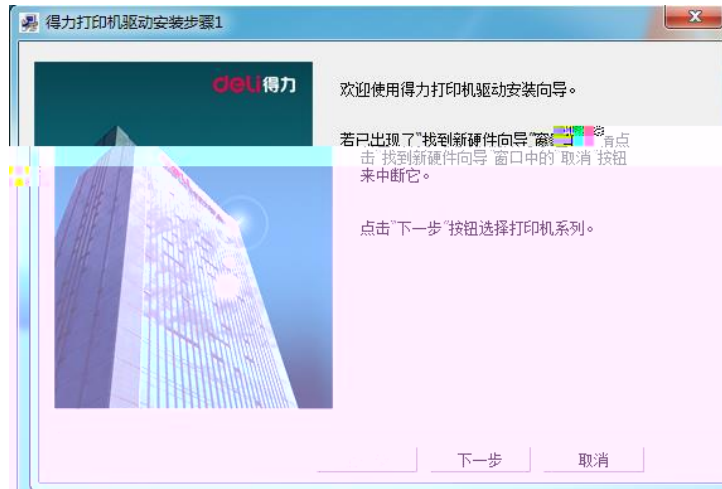 得力打印机驱动安装步骤1
deli得力
欢迎使用得力打印机驱动安装向导。
若已出现了"找到新硬件向导"窗口 请点
击"找到新硬件向导"窗口中的"取消"按钮
来中断它。
点击"下一步"按钮选择打印机系列。
下一步
取消